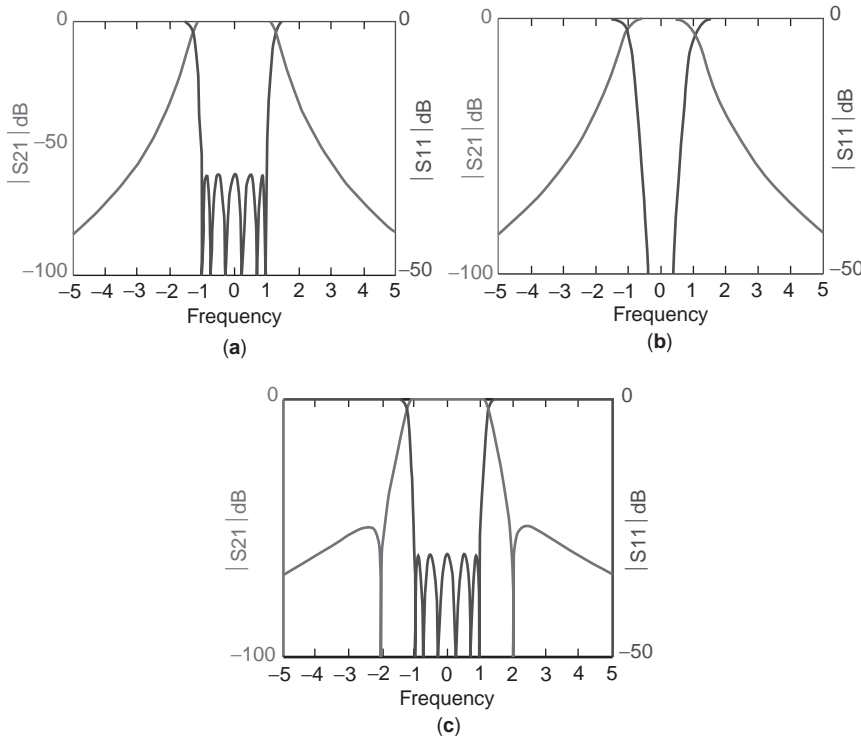 0
0
| S21 | dB
–50
| S11 | dB
–100
–50
–5 –4 –3 –2 –1 0 1 2 3 4 5
Frequency
(a)
0
0
| S21 | dB
| S11 | dB
–100
–50
–5 –4 –3 –2 –1 0 1 2 3 4 5
Frequency
(b)
0
0
| S21 | dB
| S11 | dB
–100
–50
–5 –4 –3 –2 –1 0 1 2 3 4 5
Frequency
(c)